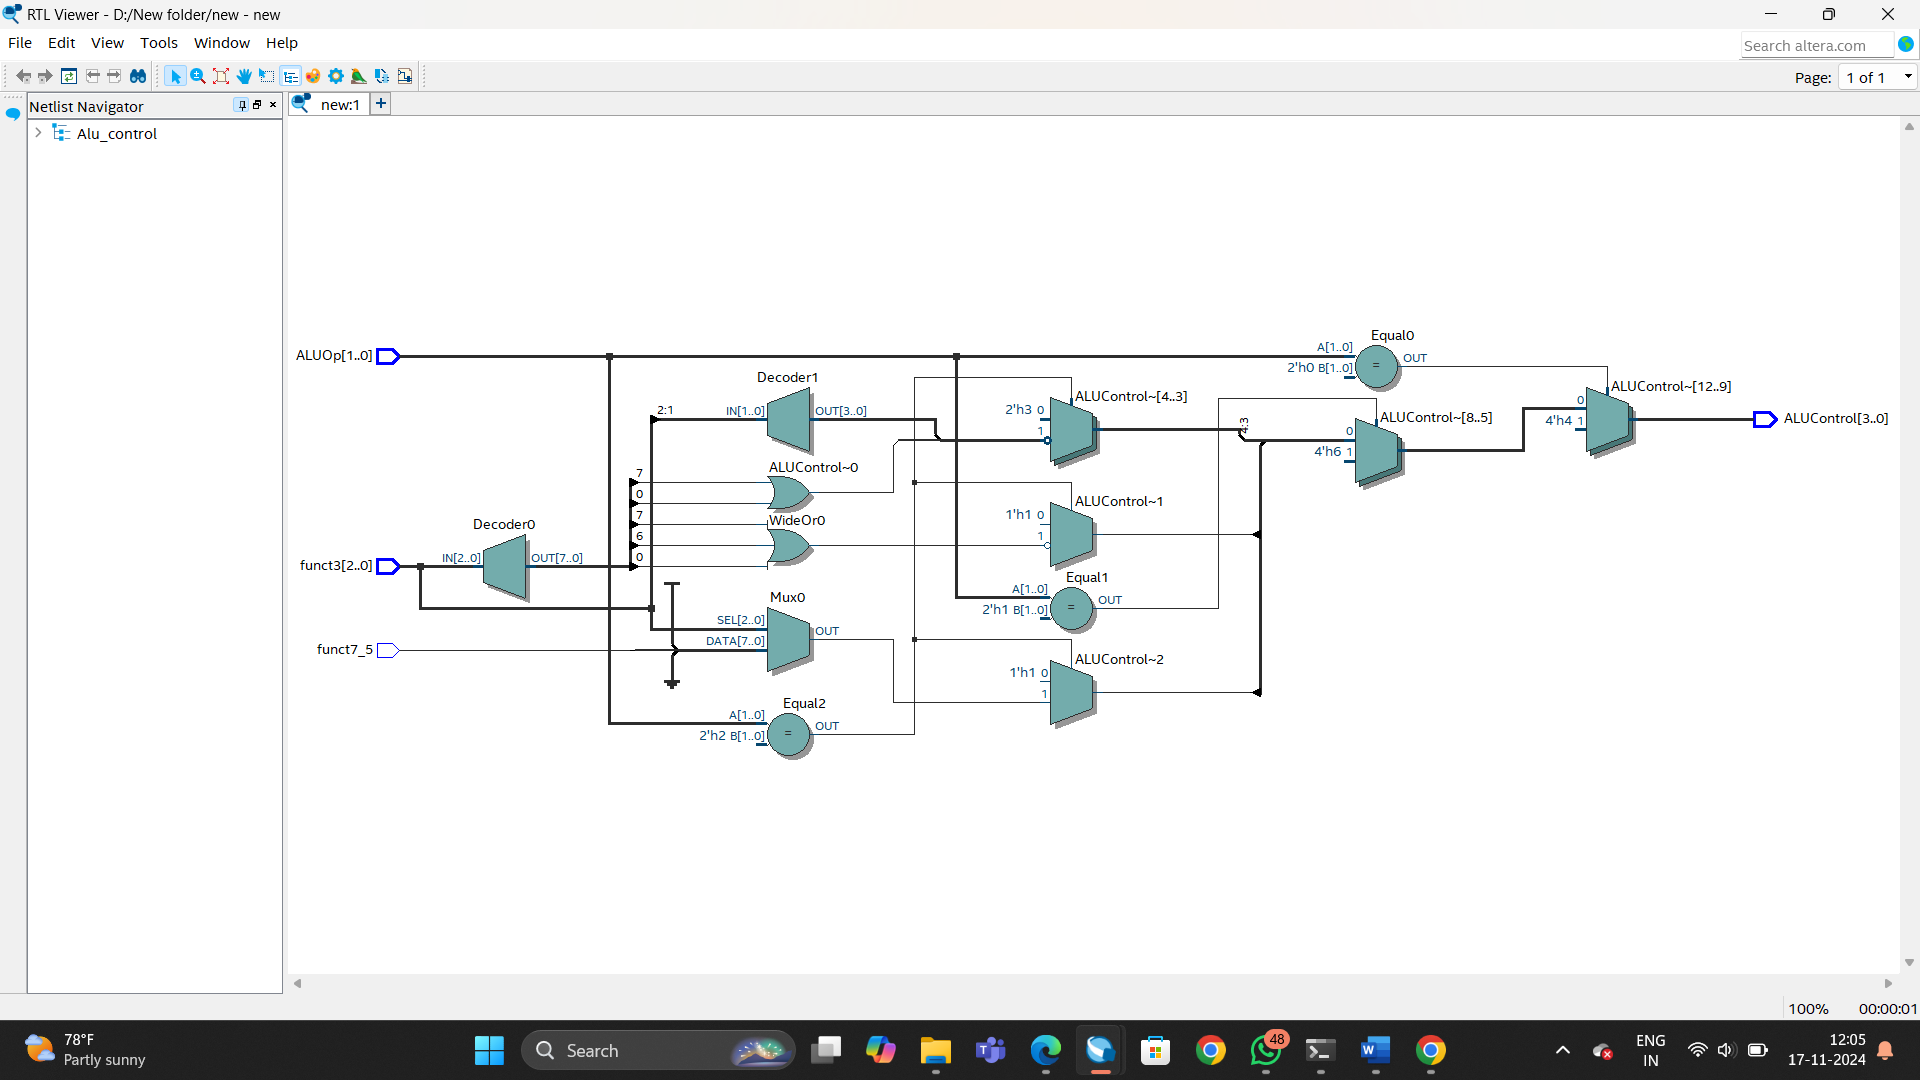 RTL Viewer - D:/New folder/new - new
File Edit View Tools Window Help
Search altera.com
Page: 1 of 1
Netlist Navigator
new:1
Alu_control
Equal0
ALUOp[1..0]
A[1..0]
OUT
2'h0 B[1..0]
Decoder1
ALUControl~[12..9]
ALUControl~[4..3]
0
2:1
IN[1..0]
OUT[3..0]
2'h3 0
4:3
ALUControl~[8..5]
4'h4 1
ALUControl[3..0]
1
0
4'h6 1
ALUControl~0
7
0
ALUControl~1
7
WideOr0
1'h1 0
Decoder0
6
1
funct3[2..0]
IN[2..0]
OUT[7..0]
0
Equal1
A[1..0]
OUT
2'h1 B[1..0]
Mux0
SEL[2..0]
OUT
DATA[7..0]
funct7_5
ALUControl~2
1'h1 0
1
Equal2
A[1..0]
OUT
2'h2 B[1..0]
=
=
=
100% 00:00:01
78°F
Partly sunny
Search
48
ENG
IN
12:05
17-11-2024